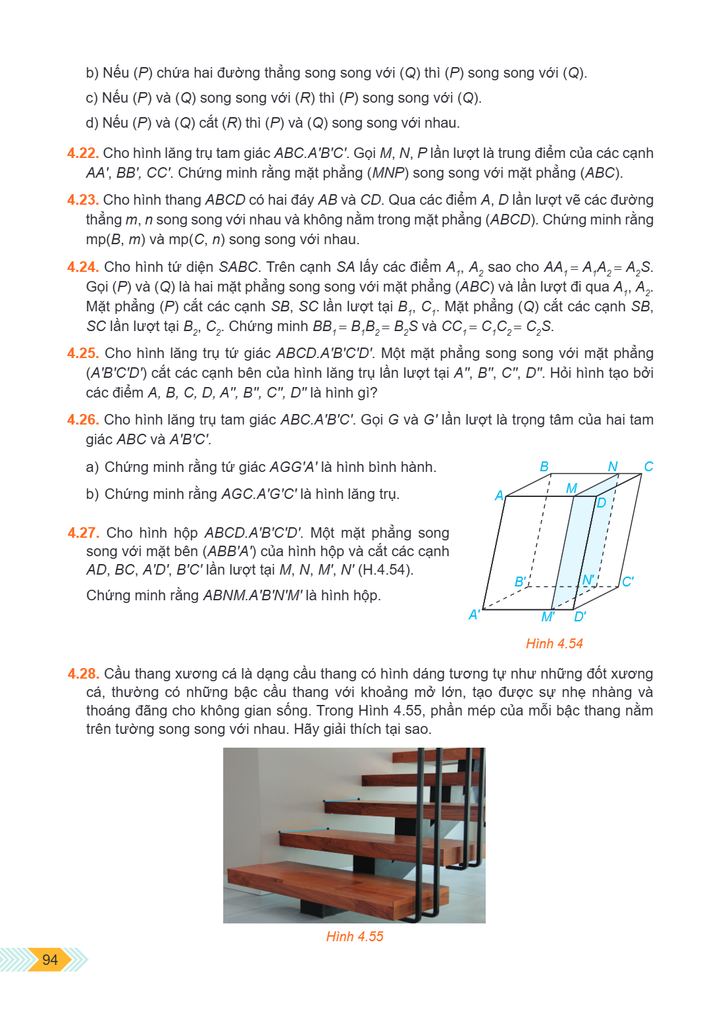 b) Nếu (P) chứa hai đường thẳng song song với (Q) thì (P) song song với (Q).
c) Nếu (P) và (Q) song song với (R) thì (P) song song với (Q).
d) Nếu (P) và (Q) cắt (R) thì (P) và (Q) song song với nhau.
4.22. Cho hình lăng trụ tam giác ABC.A'B'C'. Gọi M, N, P lần lượt là trung điểm của các cạnh
AA', BB', CC'. Chứng minh rằng mặt phẳng (MNP) song song với mặt phẳng (ABC).
4.23. Cho hình thang ABCD có hai đáy AB và CD. Qua các điểm A, D lần lượt vẽ các đường
thẳng m, n song song với nhau và không nằm trong mặt phẳng (ABCD). Chứng minh rằng
mp(B, m) và mp(C, n) song song với nhau.
4.24. Cho hình tứ diện SABC. Trên cạnh SA lấy các điểm A₁, A₂ sao cho AA₁ = A₁A₂ = A₂S.
Gọi (P) và (Q) là hai mặt phẳng song song với mặt phẳng (ABC) và lần lượt đi qua A₁, A₂.
Mặt phẳng (P) cắt các cạnh SB, SC lần lượt tại B₁, C₁. Mặt phẳng (Q) cắt các cạnh SB,
SC lần lượt tại B₂, C₂. Chứng minh BB₁ = B₁B₂ = B₂S và CC₁ = C₁C₂ = C₂S.
4.25. Cho hình lăng trụ tứ giác ABCD.A'B'C'D'. Một mặt phẳng song song với mặt phẳng
(A'B'C'D') cắt các cạnh bên của hình lăng trụ lần lượt tại A", B", C", D". Hỏi hình tạo bởi
các điểm A, B, C, D, A", B", C", D" là hình gì?
4.26. Cho hình lăng trụ tam giác ABC.A'B'C'. Gọi G và G' lần lượt là trọng tâm của hai tam
giác ABC và A'B'C'.
a) Chứng minh rằng tứ giác AGG'A' là hình bình hành.
b) Chứng minh rằng AGC.A'G'C' là hình lăng trụ.
4.27. Cho hình hộp ABCD.A'B'C'D'. Một mặt phẳng song
song với mặt bên (ABB'A') của hình hộp và cắt các cạnh
AD, BC, A'D', B'C' lần lượt tại M, N, M', N' (H.4.54).
Chứng minh rằng ABNM.A'B'N'M' là hình hộp.
B N C
A M D
B' N' C'
A' M' D'
Hình 4.54
4.28. Cầu thang xương cá là dạng cầu thang có hình dáng tương tự như những đốt xương
cá, thường có những bậc cầu thang với khoảng mở lớn, tạo được sự nhẹ nhàng và
thoáng đãng cho không gian sống. Trong Hình 4.55, phần mép của mỗi bậc thang nằm
trên tường song song với nhau. Hãy giải thích tại sao.
Hình 4.55
94